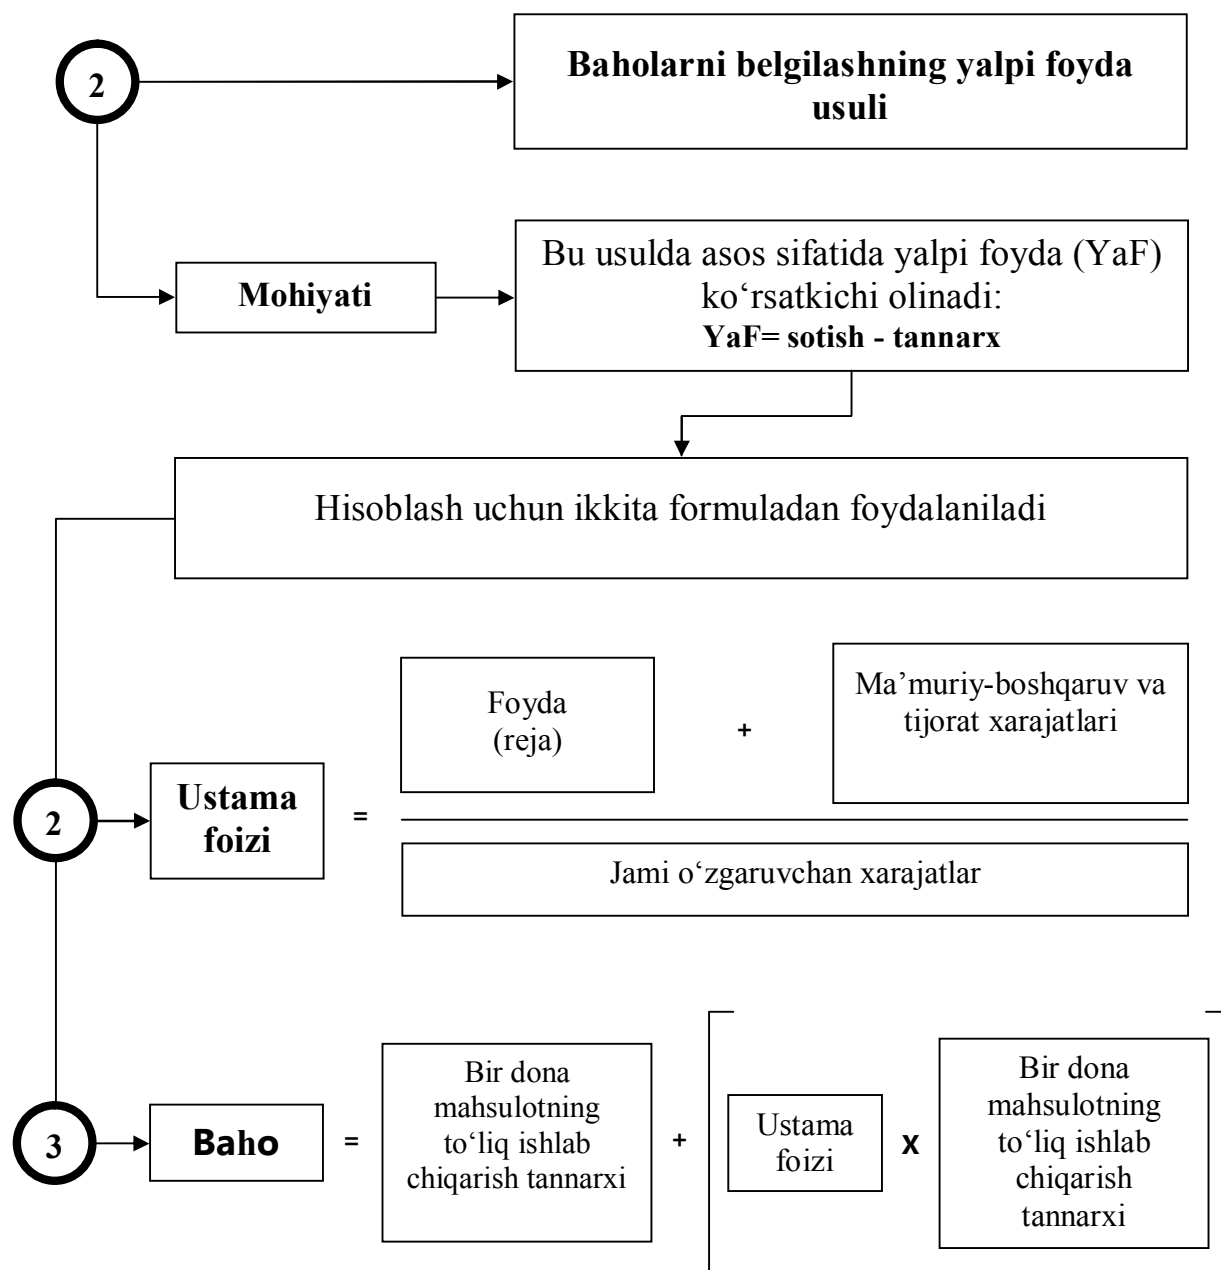 2
Baholarni belgilashning yalpi foyda
usuli
Mohiyati
Bu usulda asos sifatida yalpi foyda (YaF)
ko‘rsatkichi olinadi:
YaF= sotish - tannarx
Hisoblash uchun ikkita formuladan foydalaniladi
2
Ustama
foizi
=
Foyda
(reja)
+
Ma’muriy-boshqaruv va
tijorat xarajatlari
Jami o‘zgaruvchan xarajatlar
3
Baho
=
Bir dona
mahsulotning
to‘liq ishlab
chiqarish tannarxi
+
Ustama
foizi
X
Bir dona
mahsulotning
to‘liq ishlab
chiqarish
tannarxi